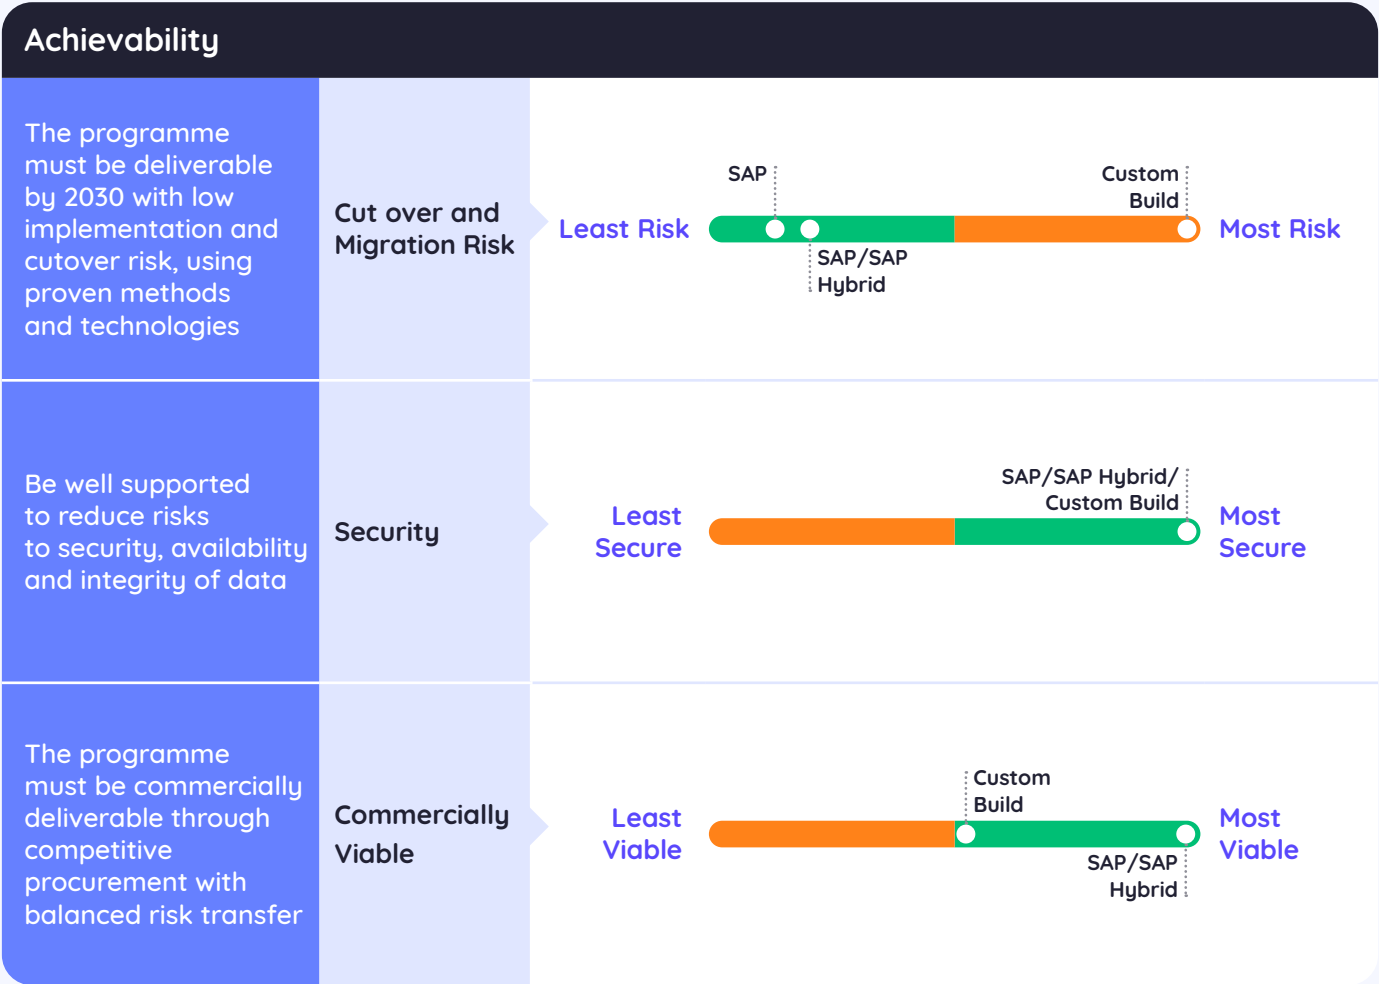 Achievability
The programme
must be deliverable
by 2030 with low
implementation and
cutover risk, using
proven methods
and technologies
Cut over and
Migration Risk
Least Risk
SAP
SAP/SAP
Hybrid
Custom
Build
Most Risk
Be well supported
to reduce risks
to security, availability
and integrity of data
Security
Least
Secure
SAP/SAP Hybrid/
Custom Build
Most
Secure
The programme
must be commercially
deliverable through
competitive
procurement with
balanced risk transfer
Commercially
Viable
Least
Viable
Custom
Build
SAP/SAP
Hybrid
Most
Viable